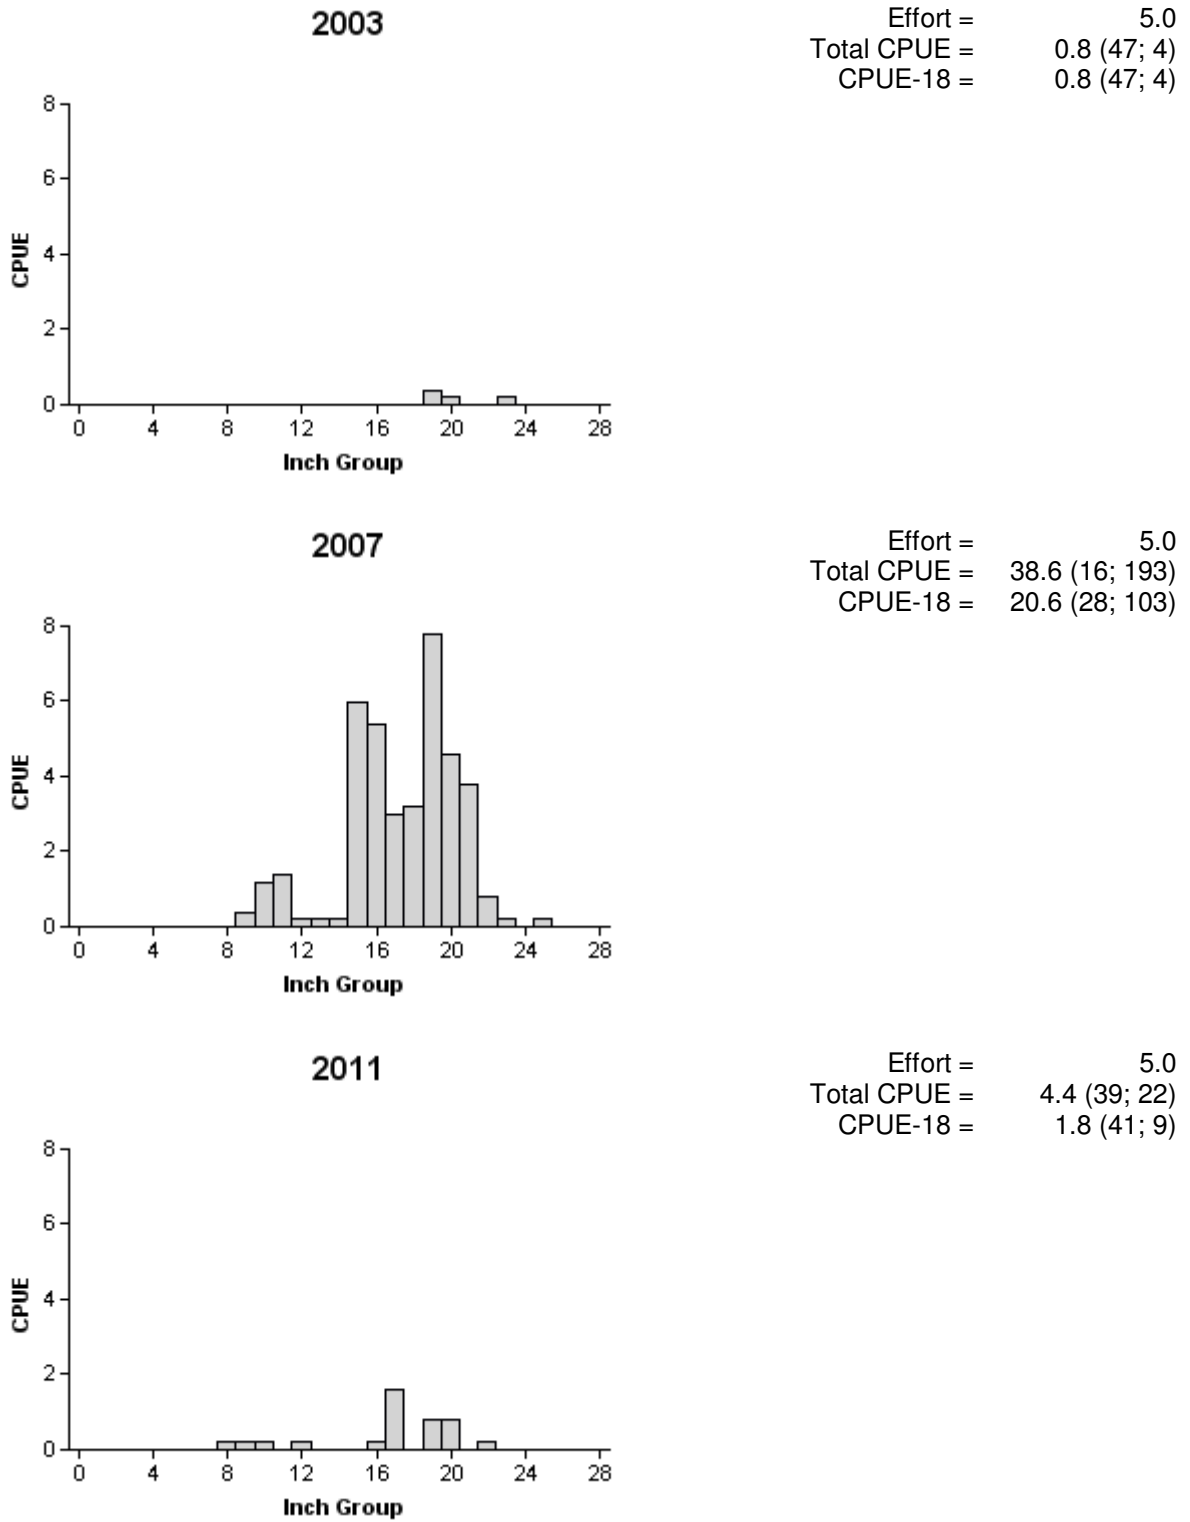 2003
Effort = 5.0
Total CPUE = 0.8 (47; 4)
CPUE-18 = 0.8 (47; 4)
8
6
4
2
0
CPUE
0 4 8 12 16 20 24 28
Inch Group
2007
Effort = 5.0
Total CPUE = 38.6 (16; 193)
CPUE-18 = 20.6 (28; 103)
8
6
4
2
0
CPUE
0 4 8 12 16 20 24 28
Inch Group
2011
Effort = 5.0
Total CPUE = 4.4 (39; 22)
CPUE-18 = 1.8 (41; 9)
8
6
4
2
0
CPUE
0 4 8 12 16 20 24 28
Inch Group